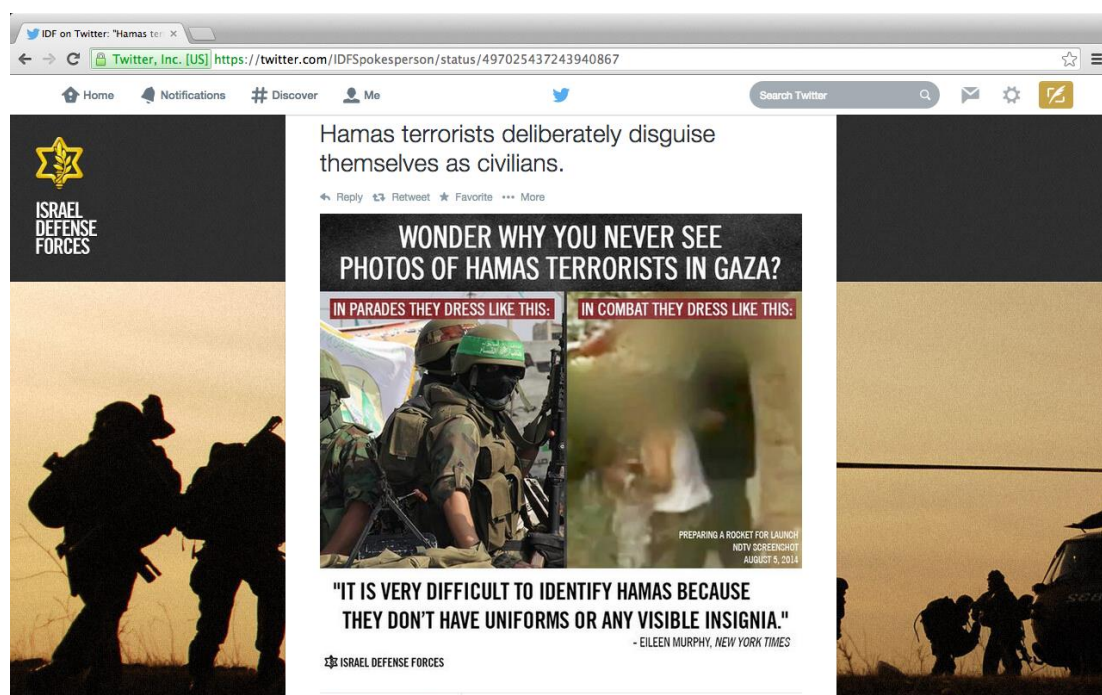 IDF on Twitter: "Hamas terr
Twitter, Inc. [US] https://twitter.com/IDFSpokesperson/status/497025437243940867
Home Notifications Discover Me Search Twitter
Hamas terrorists deliberately disguise
themselves as civilians.
Reply Retweet Favorite ••• More
ISRAEL
DEFENSE
FORCES
WONDER WHY YOU NEVER SEE
PHOTOS OF HAMAS TERRORISTS IN GAZA?
IN PARADES THEY DRESS LIKE THIS:
IN COMBAT THEY DRESS LIKE THIS:
PREPARING A ROCKET FOR LAUNCH
NDTV SCREENSHOT
AUGUST 5, 2014
"IT IS VERY DIFFICULT TO IDENTIFY HAMAS BECAUSE
THEY DON'T HAVE UNIFORMS OR ANY VISIBLE INSIGNIA."
- EILEEN MURPHY, NEW YORK TIMES
ISRAEL DEFENSE FORCES